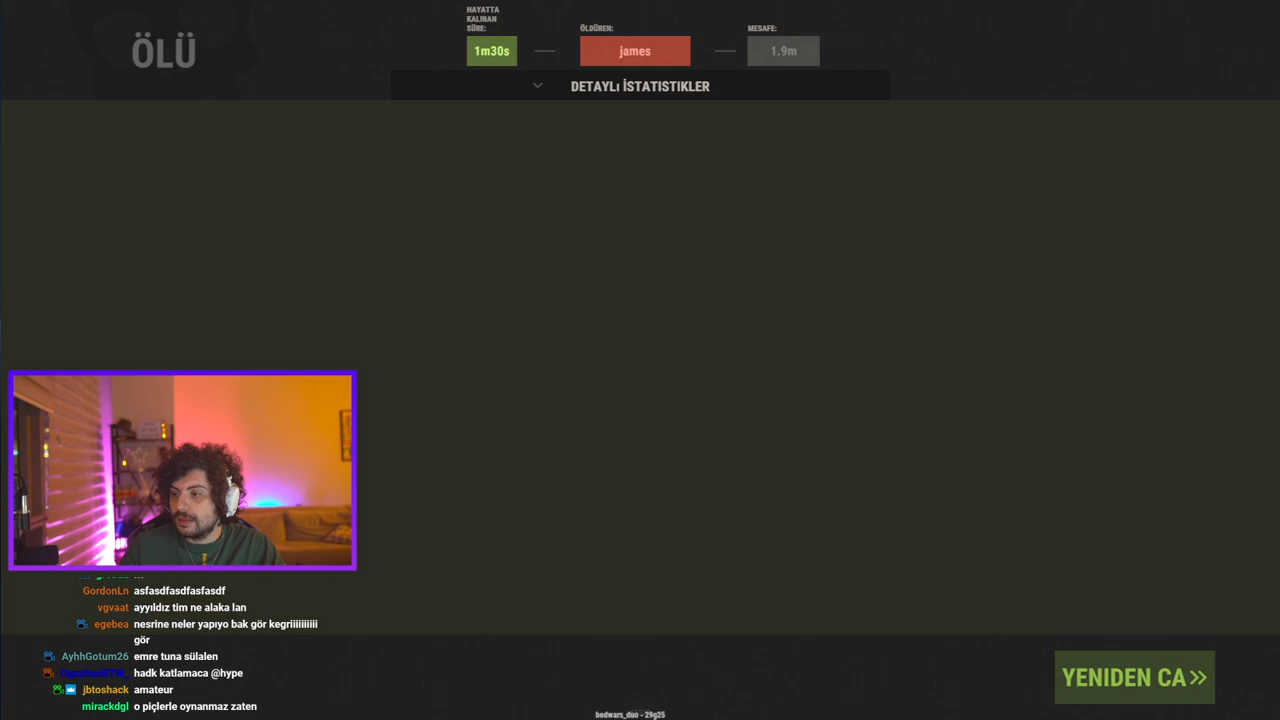 ÖLÜ
HAYATTA
KALINAN
SÜRE:
1m30s
ÖLDÜREN:
james
MESAFE:
1.9m
DETAYLı İSTATISTIKLER
GordonLn asfasdfasdfasfasdf
vgvaat ayyıldız tim ne alaka lan
egebea nesrine neler yapıyo bak gör kegriiiiiiiiii
gör
AyhhGotum26 emre tuna sülalen
hadk katlamaca @hype
jbtoshack amateur
mirackdgl o piçlerle oynanmaz zaten
YENIDEN CA
bedwars_duo - 29g25